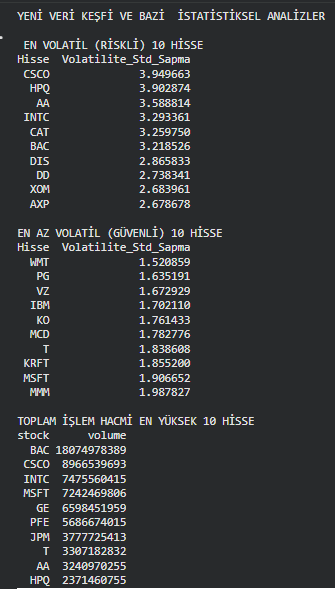 YENİ VERİ KEŞFİ VE BAZİ İSTATİSTİKSEL ANALİZLER
EN VOLATİL (RİSKLİ) 10 HİSSE
Hisse Volatilite_Std_Sapma
CSCO 3.949663
HPQ 3.902874
AA 3.588814
INTC 3.293361
CAT 3.259750
BAC 3.218526
DIS 2.865833
DD 2.738341
XOM 2.683961
AXP 2.678678
EN AZ VOLATİL (GÜVENLİ) 10 HİSSE
Hisse Volatilite_Std_Sapma
WMT 1.520859
PG 1.635191
VZ 1.672929
IBM 1.702110
KO 1.761433
MCD 1.782776
T 1.838608
KRFT 1.855200
MSFT 1.906652
MMM 1.987827
TOPLAM İŞLEM HACMİ EN YÜKSEK 10 HİSSE
stock volume
BAC 18074978389
CSCO 8966539693
INTC 7475560415
MSFT 7242469806
GE 6598451959
PFE 5686674015
JPM 3777725413
T 3307182832
AA 3240970255
HPQ 2371460755